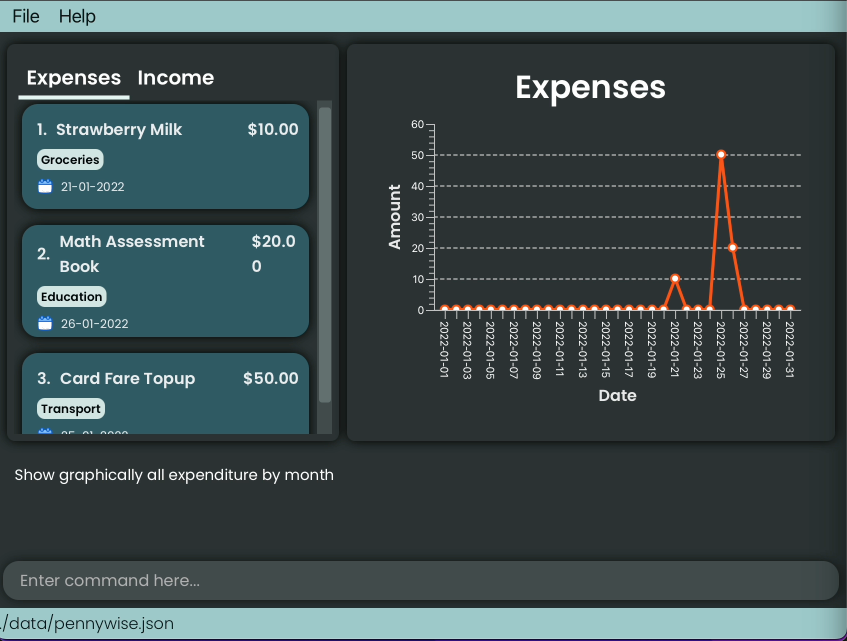 File Help
Expenses Income
1. Strawberry Milk $10.00
Groceries
21-01-2022
2. Math Assessment Book $20.00
Education
26-01-2022
3. Card Fare Topup $50.00
Transport
25-01-2022
Expenses
Amount
60
50
40
30
20
10
0
2022-01-01
2022-01-03
2022-01-05
2022-01-07
2022-01-09
2022-01-11
2022-01-13
2022-01-15
2022-01-17
2022-01-19
2022-01-21
2022-01-23
2022-01-25
2022-01-27
2022-01-29
2022-01-31
Date
Show graphically all expenditure by month
Enter command here...
./data/pennywise.json